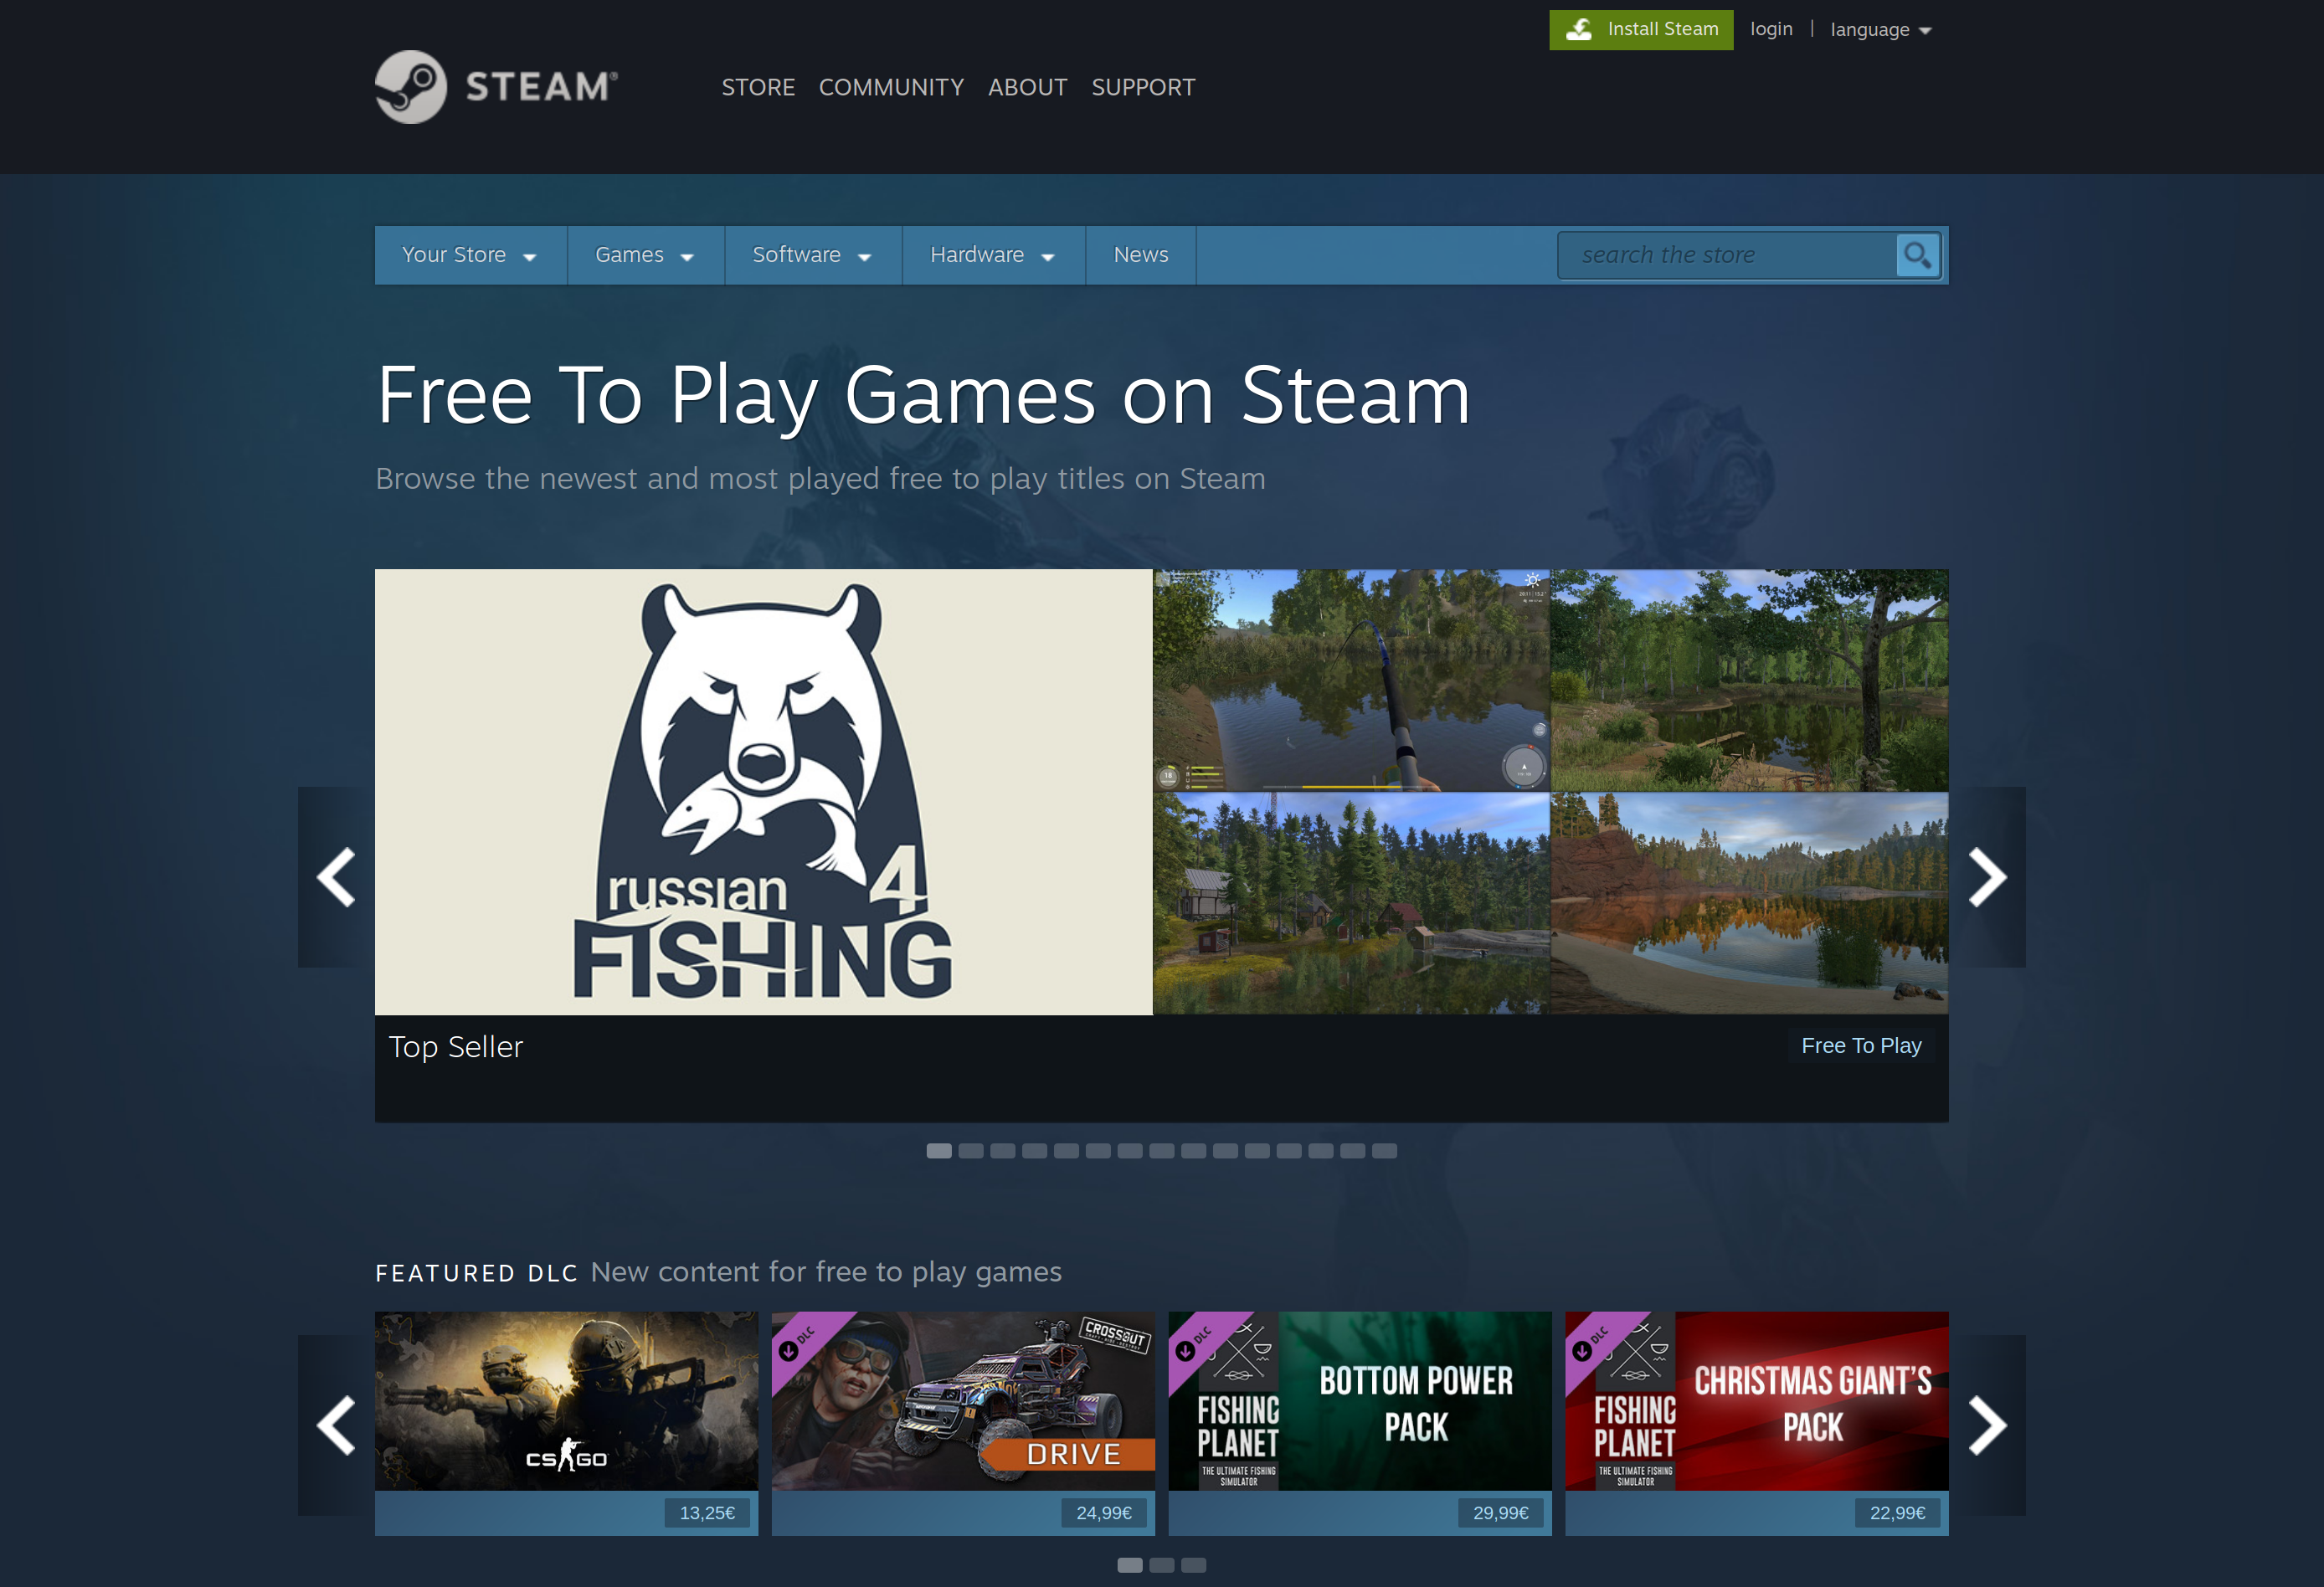 Install Steam login | language
STEAM®
STORE COMMUNITY ABOUT SUPPORT
Your Store Games Software Hardware News search the store
Free To Play Games on Steam
Browse the newest and most played free to play titles on Steam
russian 4
FISHING
18
Top Seller
Free To Play
FEATURED DLC New content for free to play games
CS GO
13,25€
DLC
CROSSOUT
DRIVE
24,99€
DLC
FISHING
PLANET
THE ULTIMATE FISHING
SIMULATOR
BOTTOM POWER
PACK
29,99€
DLC
FISHING
PLANET
THE ULTIMATE FISHING
SIMULATOR
CHRISTMAS GIANT'S
PACK
22,99€